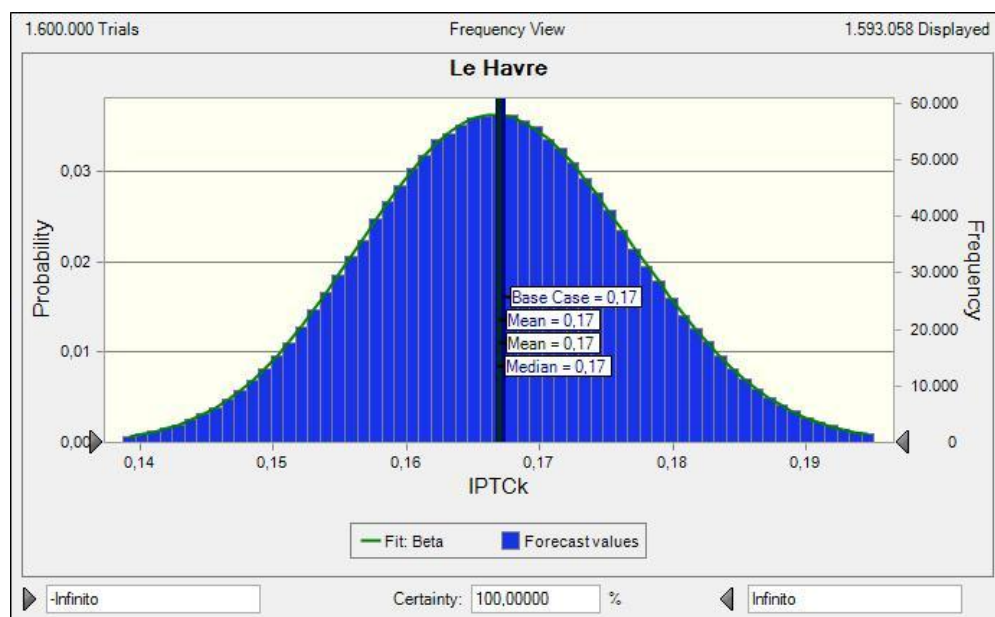 1.600.000 Trials Frequency View 1.593.058 Displayed
Le Havre
Probability
0,03
0,02
0,01
0,00
60.000
50.000
40.000
30.000
20.000
10.000
0
Frequency
Base Case = 0,17
Mean = 0,17
Mean = 0,17
Median = 0,17
0,14 0,15 0,16 0,17 0,18 0,19
IPTCk
Fit: Beta Forecast values
-Infinito Certainty: 100,00000 % Infinito